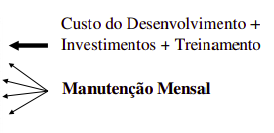 Custo do Desenvolvimento +
Investimentos + Treinamento
Manutenção Mensal